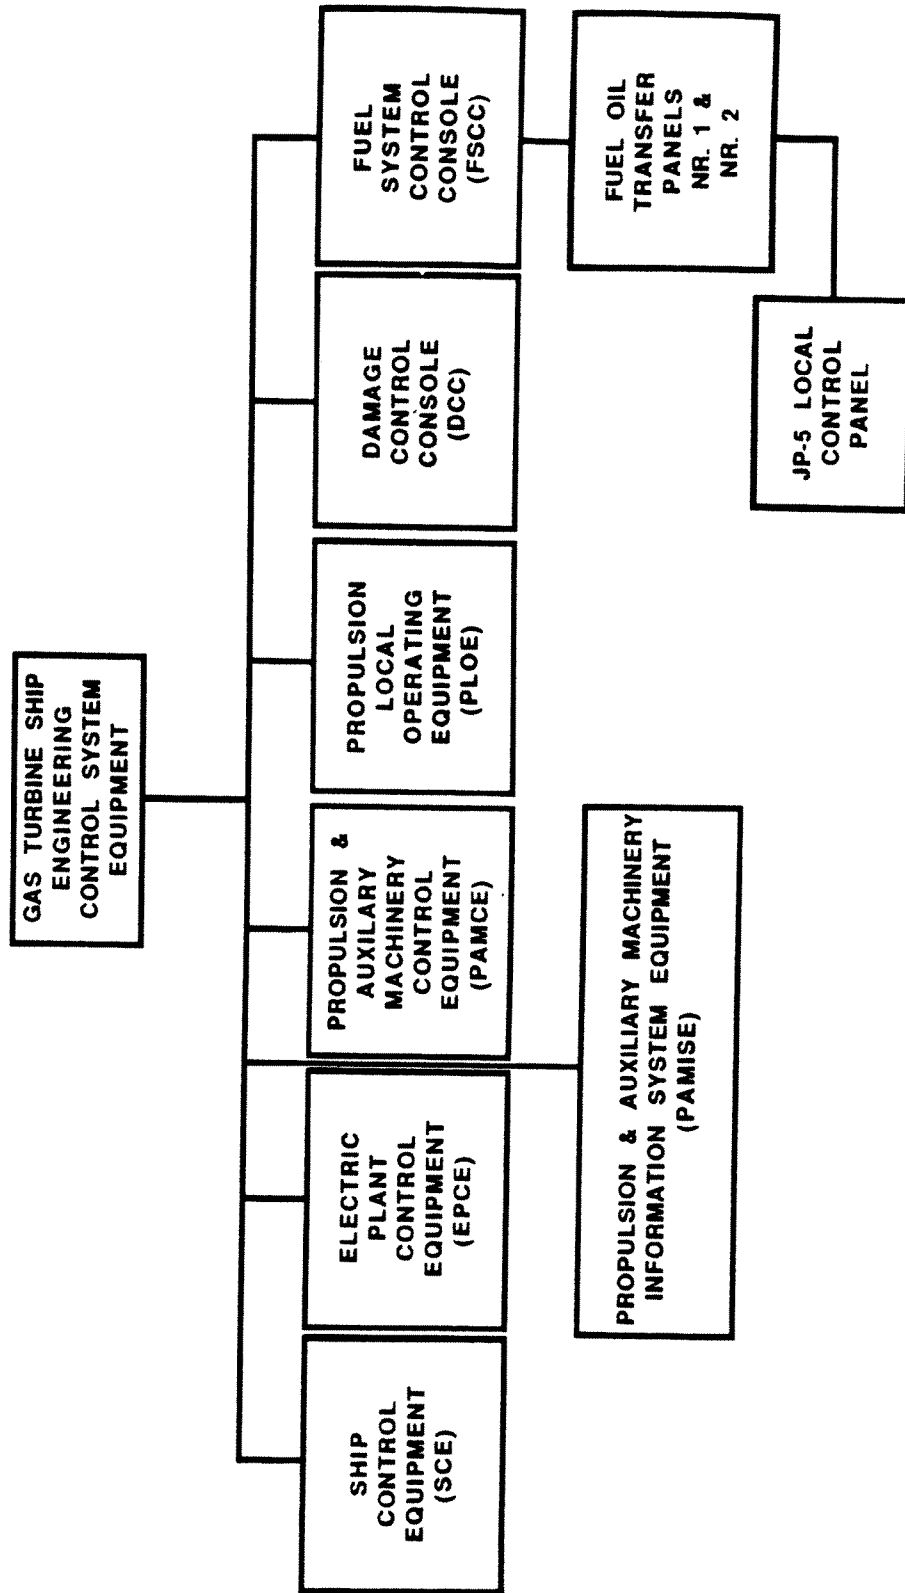 GAS TURBINE SHIP
ENGINEERING
CONTROL SYSTEM
EQUIPMENT
SHIP
CONTROL
EQUIPMENT
(SCE)
ELECTRIC
PLANT
CONTROL
EQUIPMENT
(EPCE)
PROPULSION &
AUXILARY
MACHINERY
CONTROL
EQUIPMENT
(PAMCE)
PROPULSION
LOCAL
OPERATING
EQUIPMENT
(PLOE)
DAMAGE
CONTROL
CONSOLE
(DCC)
FUEL
SYSTEM
CONTROL
CONSOLE
(FSCC)
PROPULSION & AUXILIARY MACHINERY
INFORMATION SYSTEM EQUIPMENT
(PAMISE)
FUEL OIL
TRANSFER
PANELS
NR. 1 &
NR. 2
JP-5 LOCAL
CONTROL
PANEL